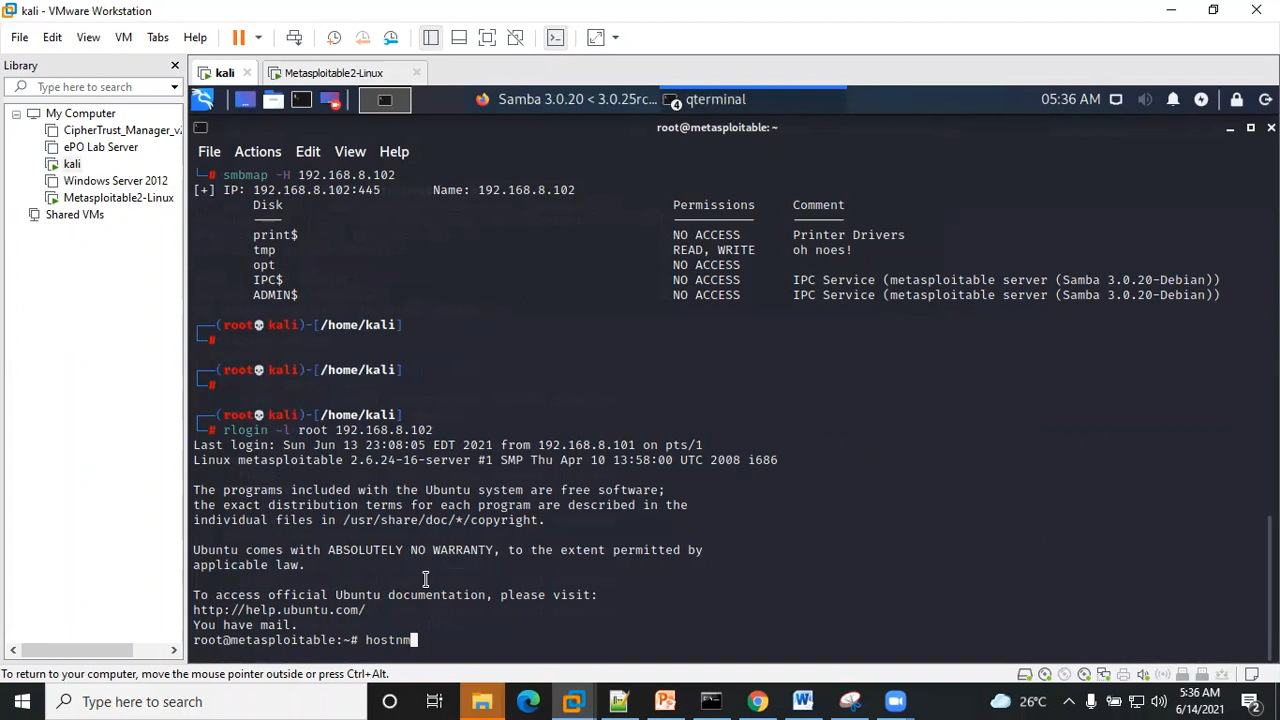 kali - VMware Workstation
File Edit View VM Tabs Help
Library
Type here to search
My Computer
CipherTrust_Manager_v
ePO Lab Server
kali
Windows Server 2012
Metasploitable2-Linux
Shared VMs
kali
Metasploitable2-Linux
Samba 3.0.20 < 3.0.25rc...
4
qterminal
05:36 AM
root@metasploitable: ~
File Actions Edit View Help
# smbmap -H 192.168.8.102
[+] IP: 192.168.8.102:445 Name: 192.168.8.102
Disk Permissions Comment
print$ NO ACCESS Printer Drivers
tmp READ, WRITE oh noes!
opt NO ACCESS
IPC$ NO ACCESS IPC Service (metasploitable server (Samba 3.0.20-Debian))
ADMIN$ NO ACCESS IPC Service (metasploitable server (Samba 3.0.20-Debian))
(root💀kali)-[/home/kali]
#
(root💀kali)-[/home/kali]
#
(root💀kali)-[/home/kali]
# rlogin -l root 192.168.8.102
Last login: Sun Jun 13 23:08:05 EDT 2021 from 192.168.8.101 on pts/1
Linux metasploitable 2.6.24-16-server #1 SMP Thu Apr 10 13:58:00 UTC 2008 i686
The programs included with the Ubuntu system are free software;
the exact distribution terms for each program are described in the
individual files in /usr/share/doc/*/copyright.
Ubuntu comes with ABSOLUTELY NO WARRANTY, to the extent permitted by
applicable law.
To access official Ubuntu documentation, please visit:
http://help.ubuntu.com/
You have mail.
root@metasploitable:~# hostnm
To return to your computer, move the mouse pointer outside or press Ctrl+Alt.
Type here to search
26°C
5:36 AM
6/14/2021
2